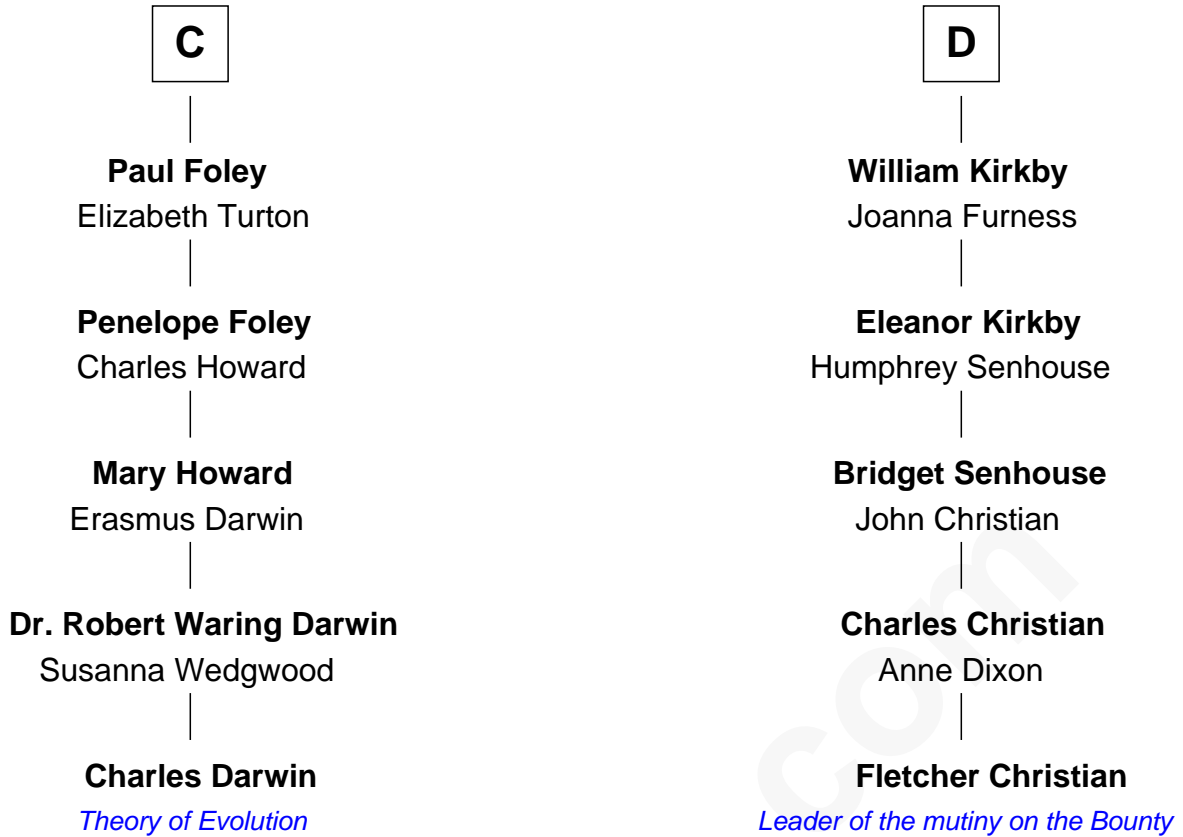 C
Paul Foley
Elizabeth Turton
Penelope Foley
Charles Howard
Mary Howard
Erasmus Darwin
Dr. Robert Waring Darwin
Susanna Wedgwood
Charles Darwin
Theory of Evolution
D
William Kirkby
Joanna Furness
Eleanor Kirkby
Humphrey Senhouse
Bridget Senhouse
John Christian
Charles Christian
Anne Dixon
Fletcher Christian
Leader of the mutiny on the Bounty
com